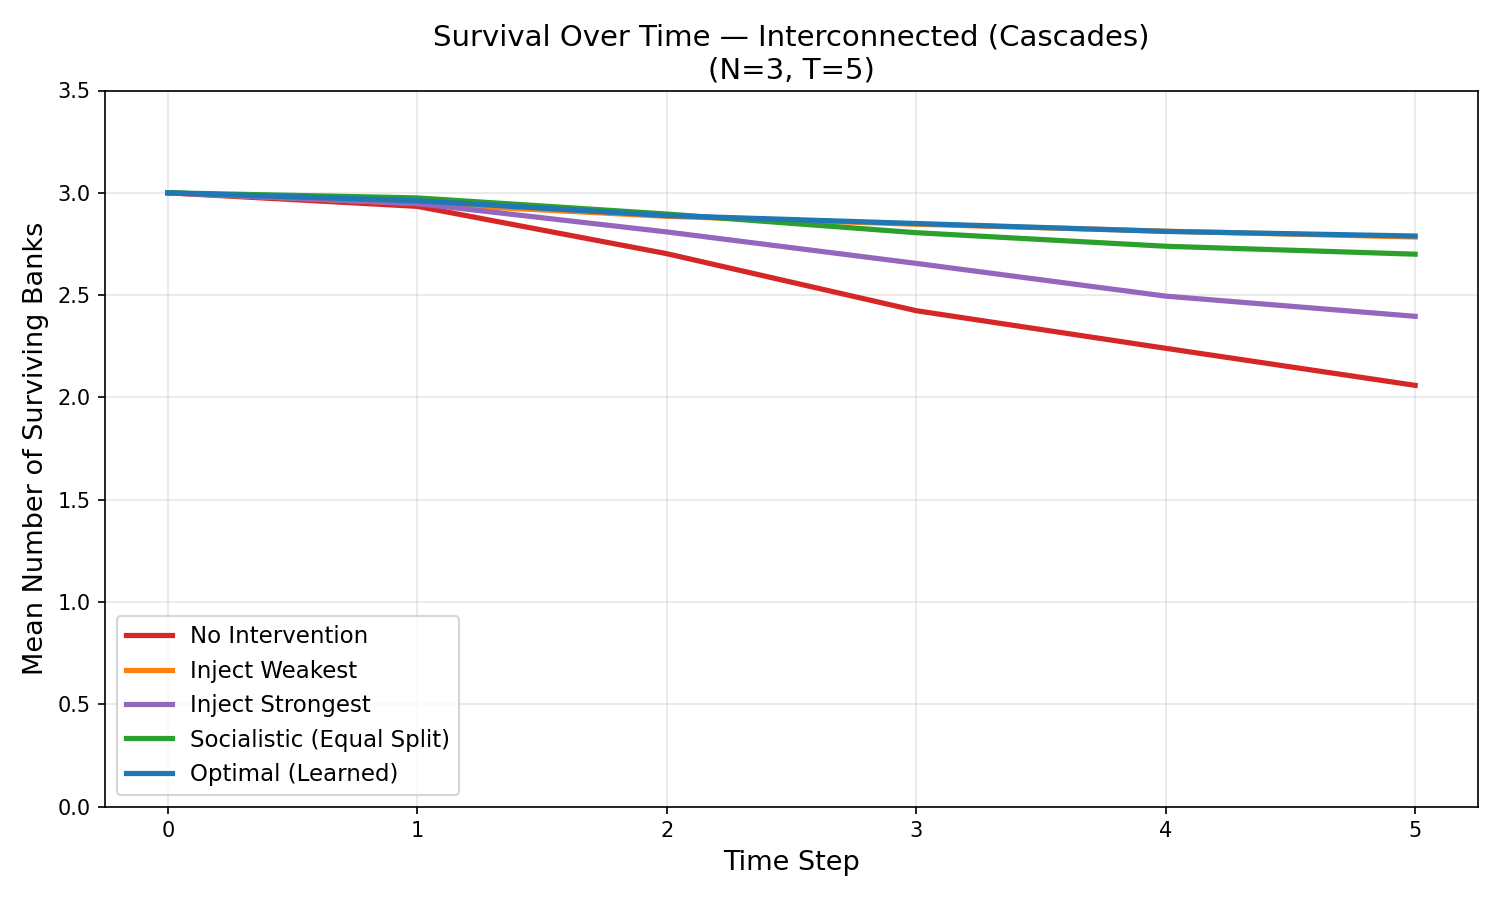 Survival Over Time — Interconnected (Cascades)
(N=3, T=5)
Mean Number of Surviving Banks
3.5
3.0
2.5
2.0
1.5
1.0
0.5
0.0
No Intervention
Inject Weakest
Inject Strongest
Socialistic (Equal Split)
Optimal (Learned)
0 1 2 3 4 5
Time Step